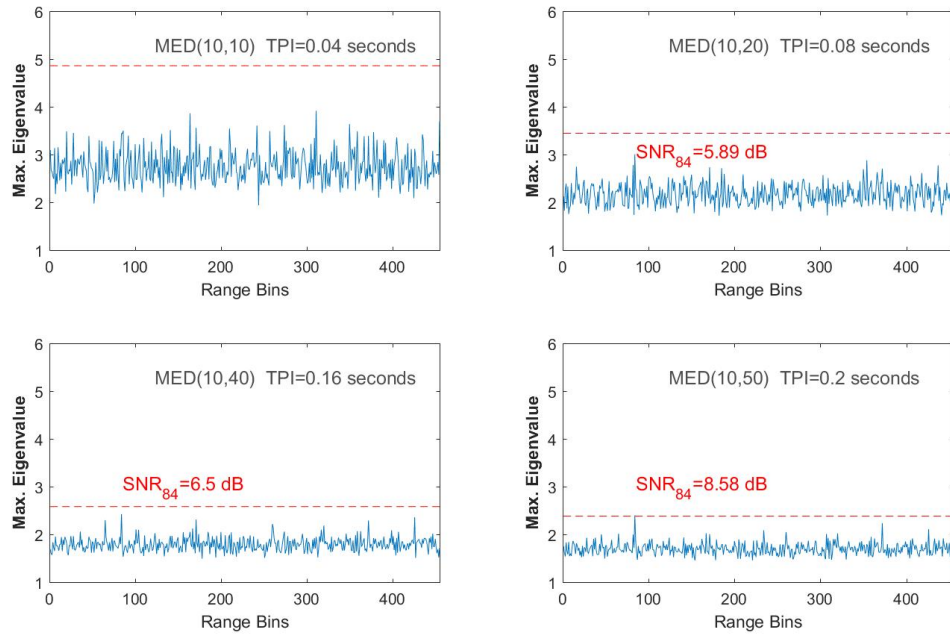 MED(10,10) TPI=0.04 seconds
Max. Eigenvalue
6
5
4
3
2
1
0 100 200 300 400
Range Bins
MED(10,20) TPI=0.08 seconds
SNR84=5.89 dB
Max. Eigenvalue
6
5
4
3
2
1
0 100 200 300 400
Range Bins
MED(10,40) TPI=0.16 seconds
SNR84=6.5 dB
Max. Eigenvalue
6
5
4
3
2
1
0 100 200 300 400
Range Bins
MED(10,50) TPI=0.2 seconds
SNR84=8.58 dB
Max. Eigenvalue
6
5
4
3
2
1
0 100 200 300 400
Range Bins